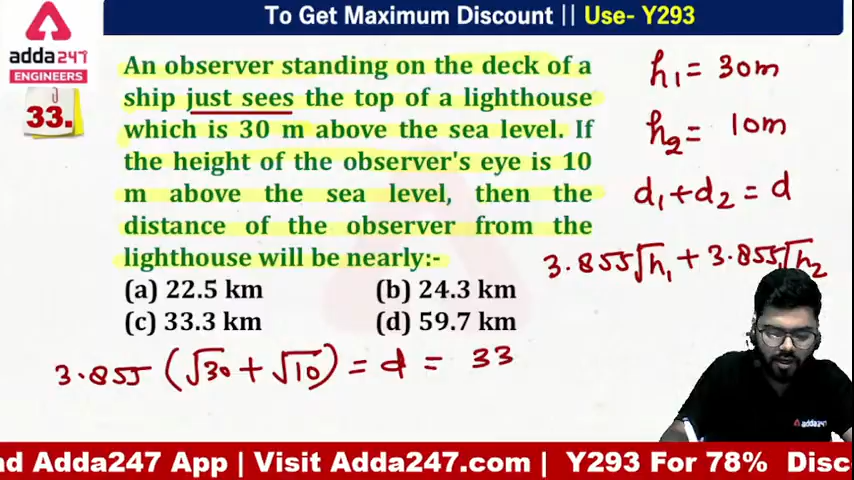 To Get Maximum Discount || Use- Y293
adda247
ENGINEERS
33.
An observer standing on the deck of a
ship just sees the top of a lighthouse
which is 30 m above the sea level. If
the height of the observer's eye is 10
m above the sea level, then the
distance of the observer from the
lighthouse will be nearly:-
(a) 22.5 km (b) 24.3 km
(c) 33.3 km (d) 59.7 km
h₁ = 30m
h₂ = 10m
d₁+d₂ = d
3.855√h₁ + 3.855√h₂
3.855 (√30 + √10) = d = 33
adda247
nd Adda247 App | Visit Adda247.com | Y293 For 78% Disc